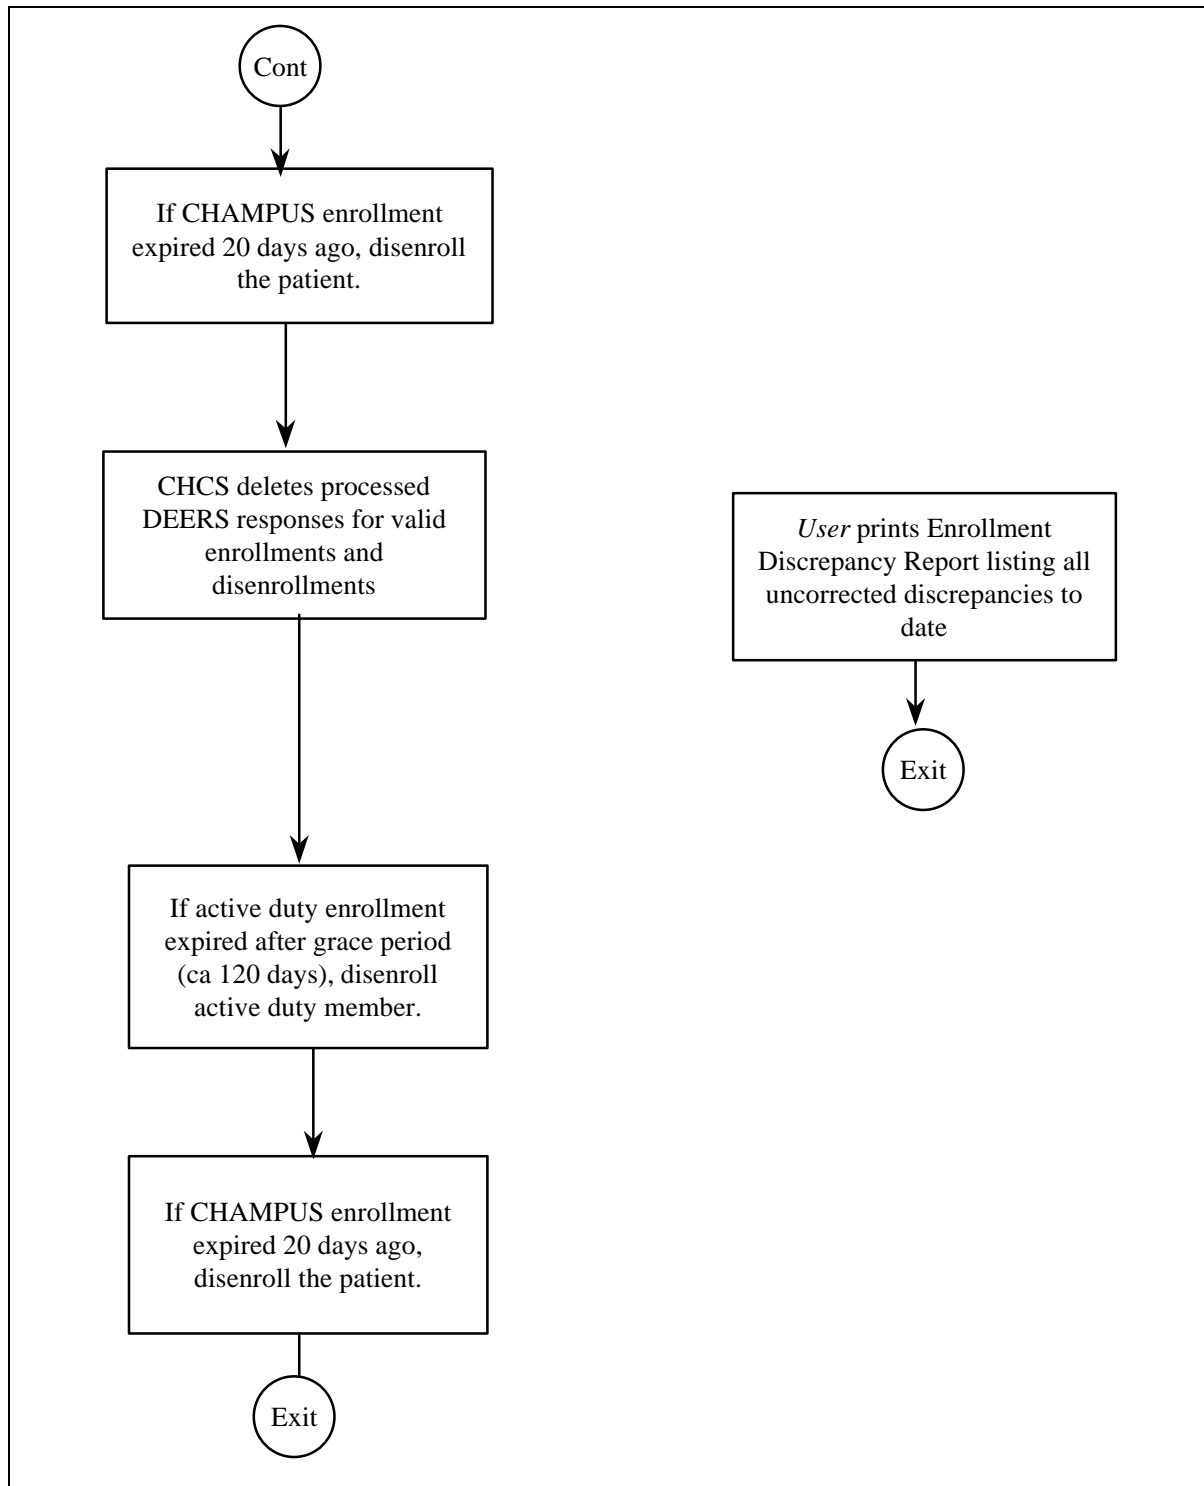 Cont
If CHAMPUS enrollment
expired 20 days ago, disenroll
the patient.
CHCS deletes processed
DEERS responses for valid
enrollments and
disenrollments
If active duty enrollment
expired after grace period
(ca 120 days), disenroll
active duty member.
If CHAMPUS enrollment
expired 20 days ago,
disenroll the patient.
Exit
User prints Enrollment
Discrepancy Report listing all
uncorrected discrepancies to
date
Exit